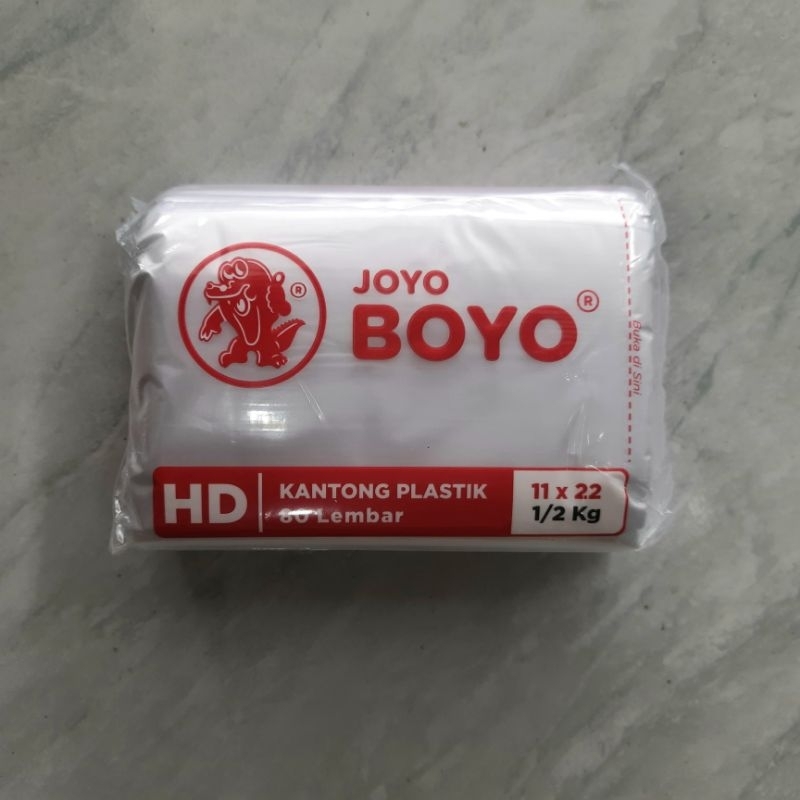 JOYO
BOYO
Buka di Sini
HD
KANTONG PLASTIK
80 Lembar
11 x 22
1/2 Kg